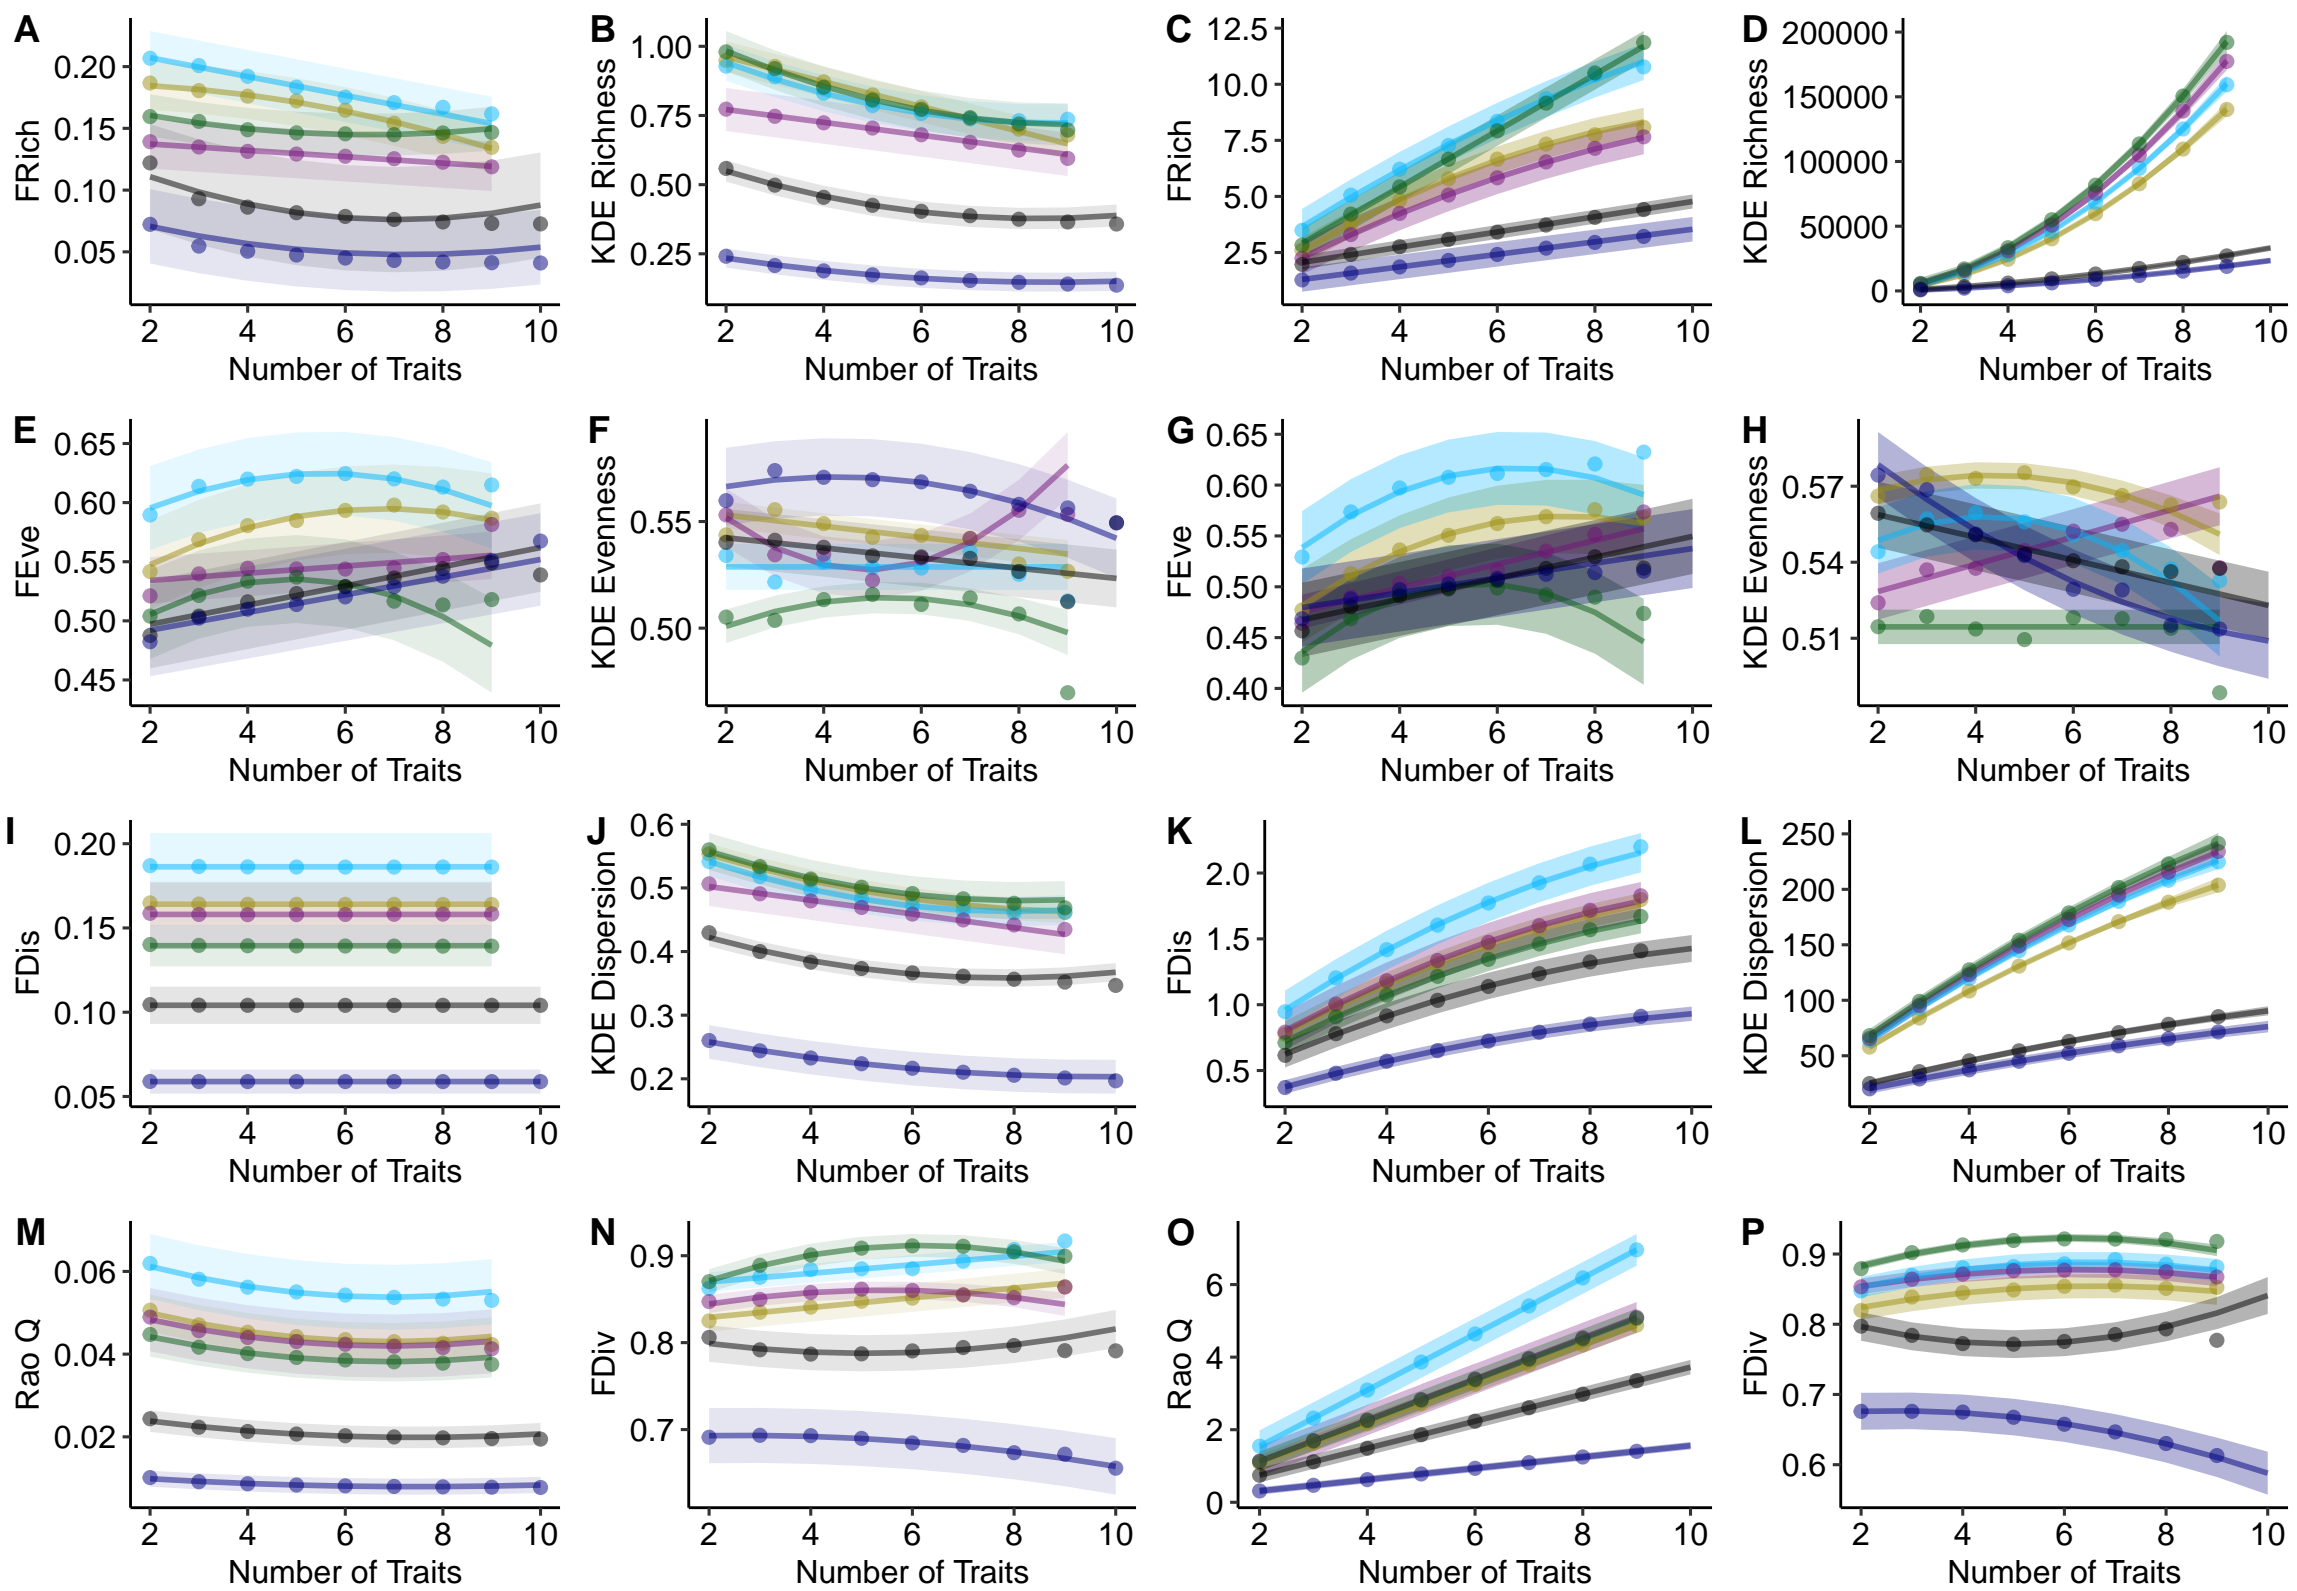 A
FRich
0.20
0.15
0.10
0.05
2 4 6 8 10
Number of Traits
B
KDE Richness
1.00
0.75
0.50
0.25
2 4 6 8 10
Number of Traits
C
FRich
12.5
10.0
7.5
5.0
2.5
2 4 6 8 10
Number of Traits
D
KDE Richness
200000
150000
100000
50000
0
2 4 6 8 10
Number of Traits
E
FEve
0.65
0.60
0.55
0.50
0.45
2 4 6 8 10
Number of Traits
F
KDE Evenness
0.55
0.50
2 4 6 8 10
Number of Traits
G
FEve
0.65
0.60
0.55
0.50
0.45
0.40
2 4 6 8 10
Number of Traits
H
KDE Evenness
0.57
0.54
0.51
2 4 6 8 10
Number of Traits
I
FDis
0.20
0.15
0.10
0.05
2 4 6 8 10
Number of Traits
J
KDE Dispersion
0.6
0.5
0.4
0.3
0.2
2 4 6 8 10
Number of Traits
K
FDis
2.0
1.5
1.0
0.5
2 4 6 8 10
Number of Traits
L
KDE Dispersion
250
200
150
100
50
2 4 6 8 10
Number of Traits
M
Rao Q
0.06
0.04
0.02
2 4 6 8 10
Number of Traits
N
FDiv
0.9
0.8
0.7
2 4 6 8 10
Number of Traits
O
Rao Q
6
4
2
0
2 4 6 8 10
Number of Traits
P
FDiv
0.9
0.8
0.7
0.6
2 4 6 8 10
Number of Traits